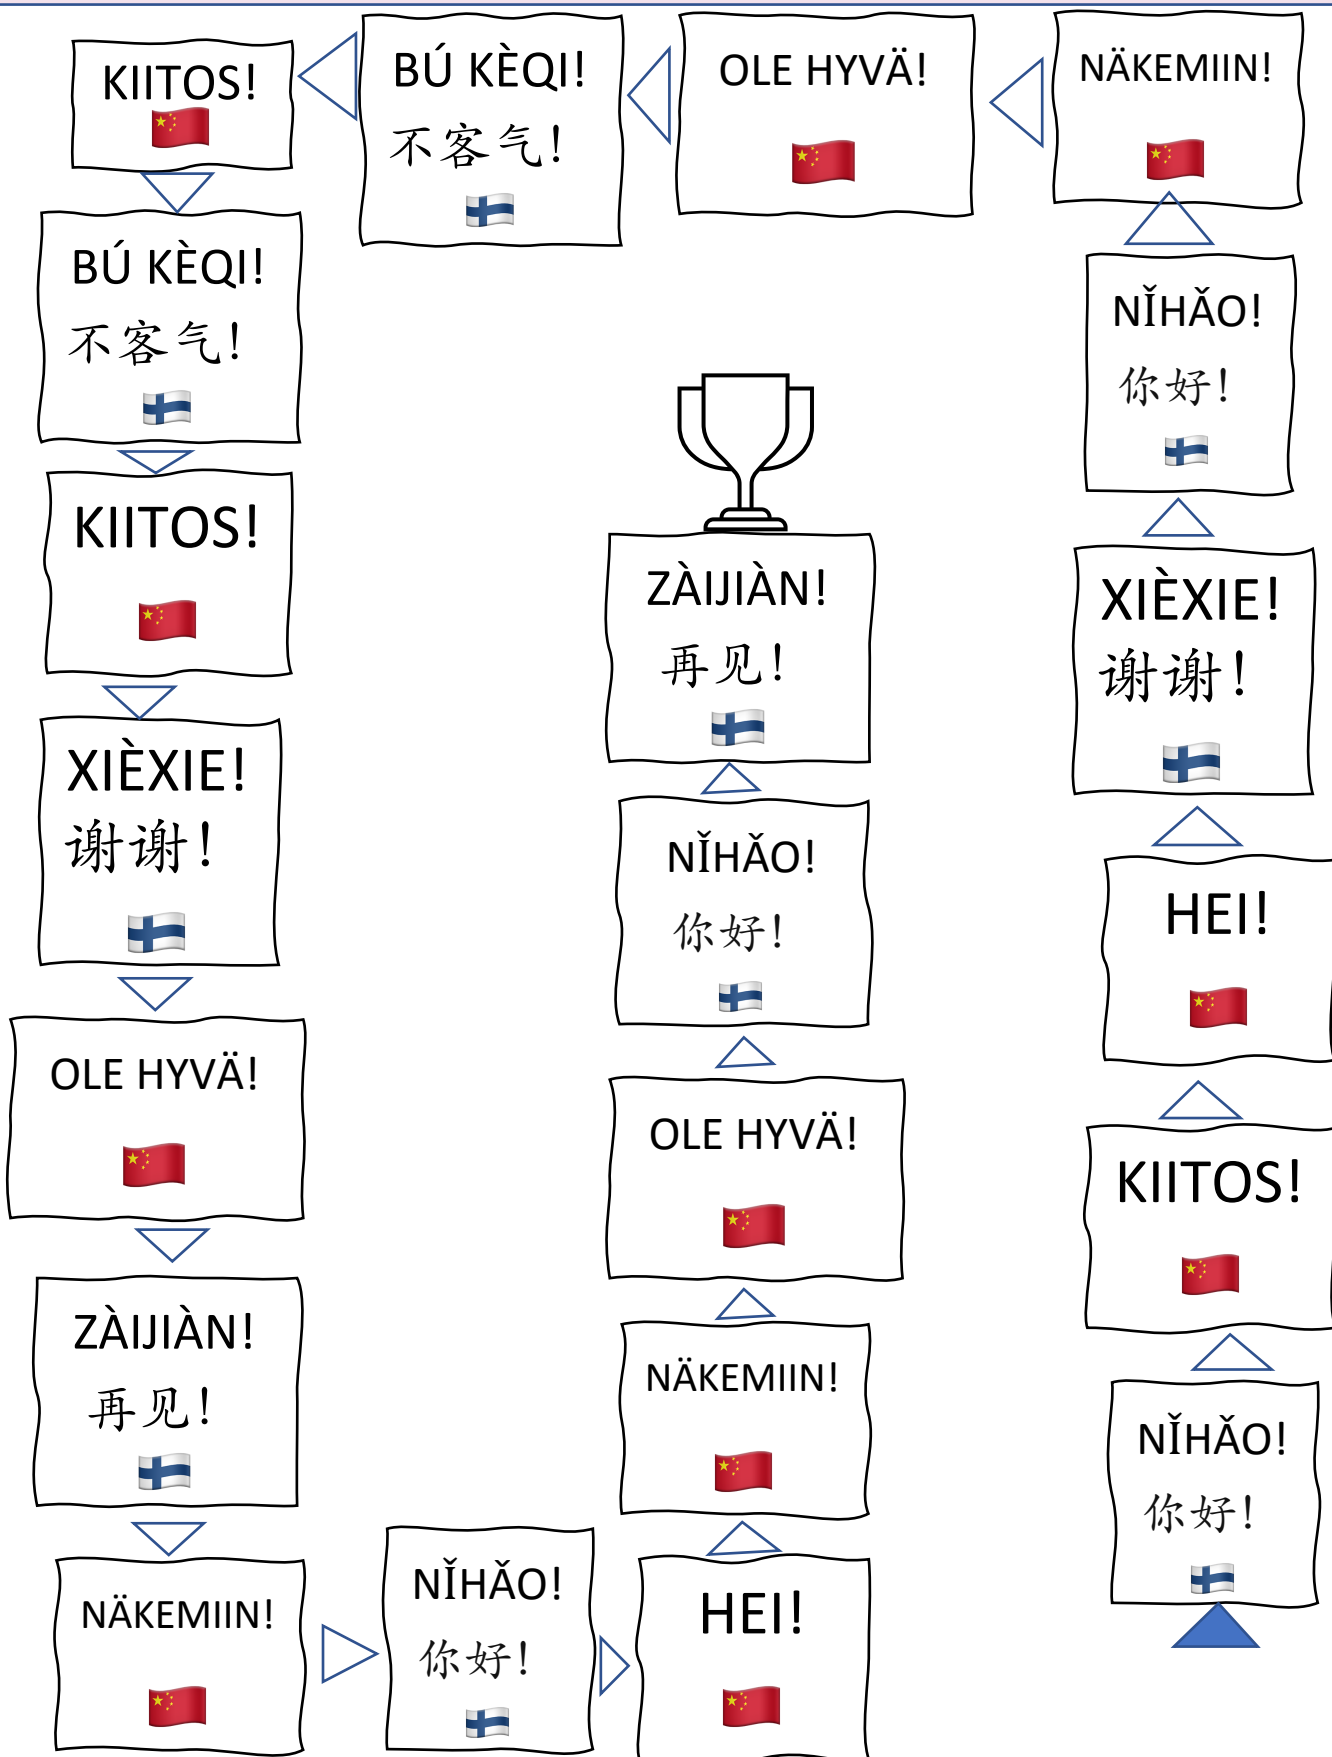 KIITOS!
BÚ KÈQI!
不客气!
OLE HYVÄ!
NÄKEMIIN!
BÚ KÈQI!
不客气!
NǏHǍO!
你好!
KIITOS!
ZÀIJIÀN!
再见!
XIÈXIE!
谢谢!
XIÈXIE!
谢谢!
NǏHǍO!
你好!
HEI!
OLE HYVÄ!
OLE HYVÄ!
KIITOS!
ZÀIJIÀN!
再见!
NÄKEMIIN!
NǏHǍO!
你好!
NÄKEMIIN!
NǏHǍO!
你好!
HEI!